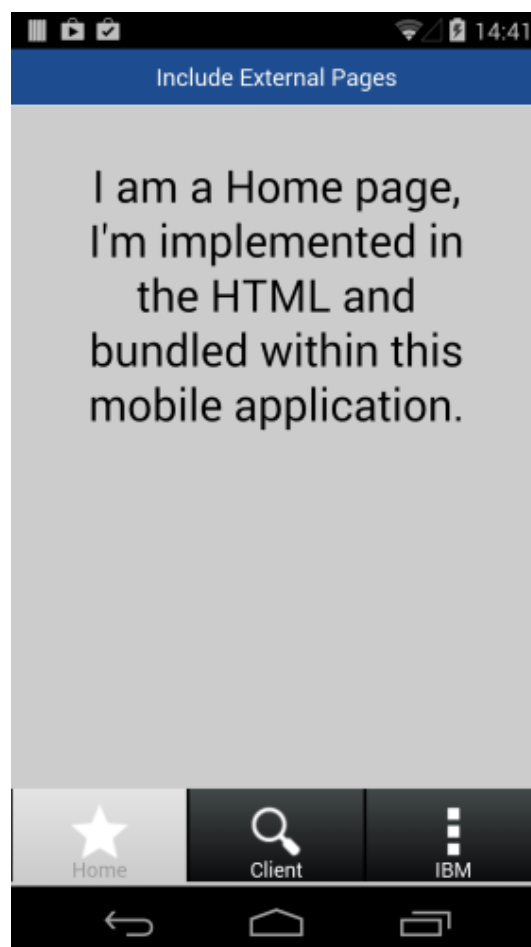 14:41
Include External Pages
I am a Home page,
I'm implemented in
the HTML and
bundled within this
mobile application.
Home
Client
IBM